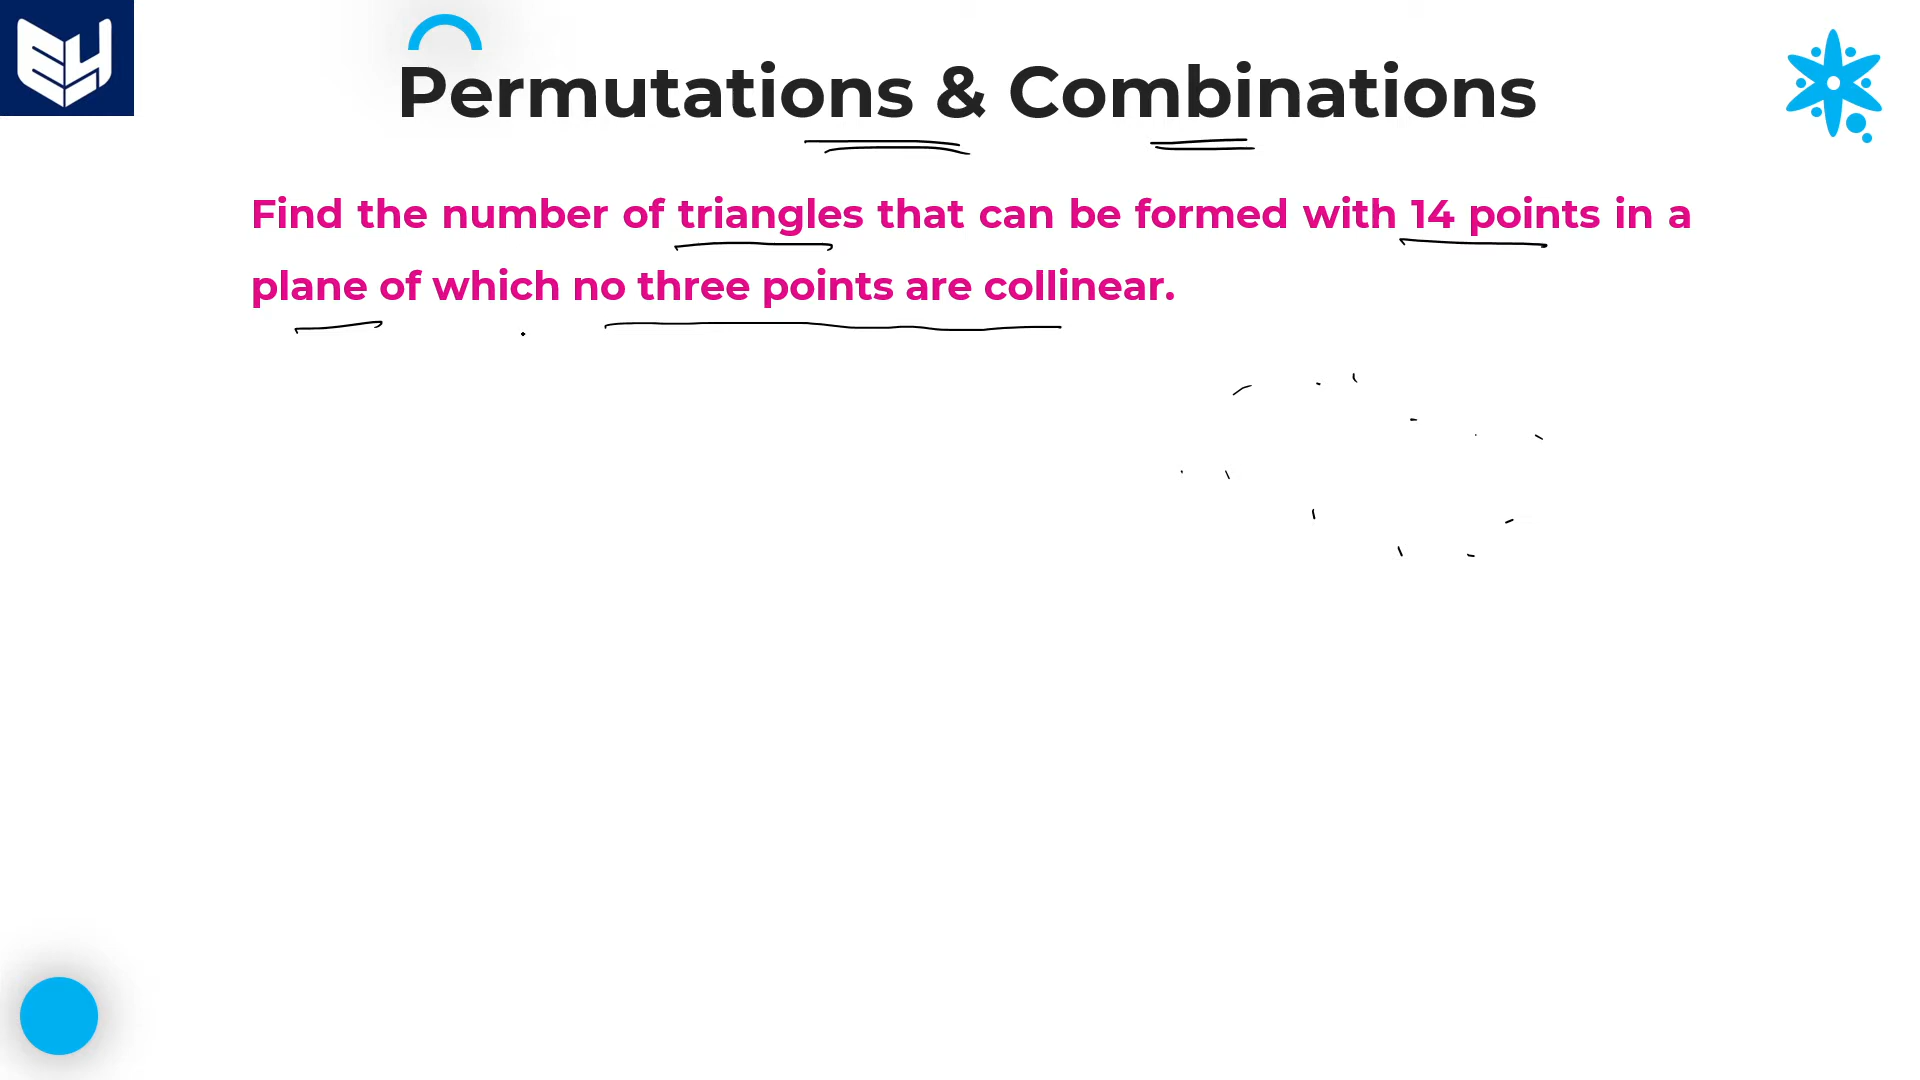 Permutations & Combinations
Find the number of triangles that can be formed with 14 points in a
plane of which no three points are collinear.